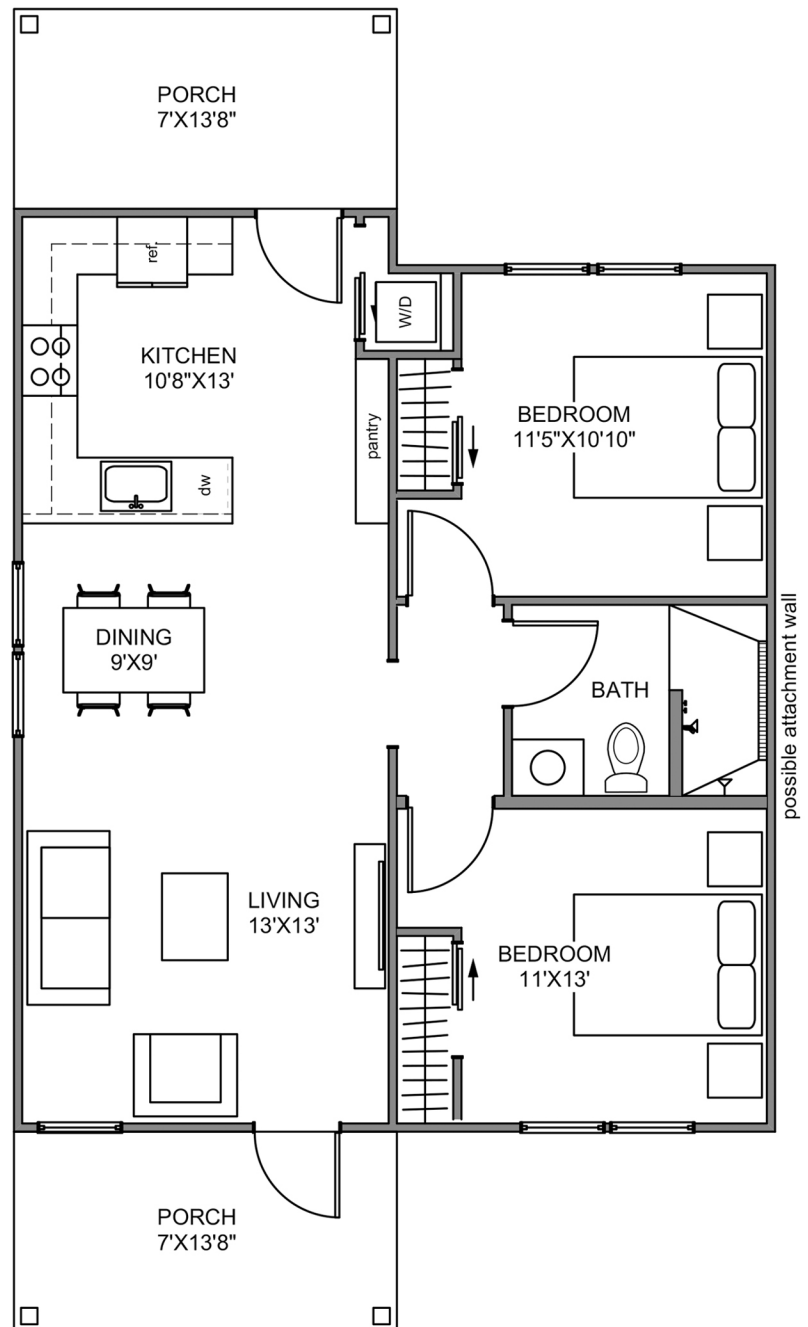 PORCH
7'X13'8"
ref.
W/D
KITCHEN
10'8"X13'
pantry
BEDROOM
11'5"X10'10"
dw
DINING
9'X9'
BATH
possible attachment wall
LIVING
13'X13'
BEDROOM
11'X13'
PORCH
7'X13'8"